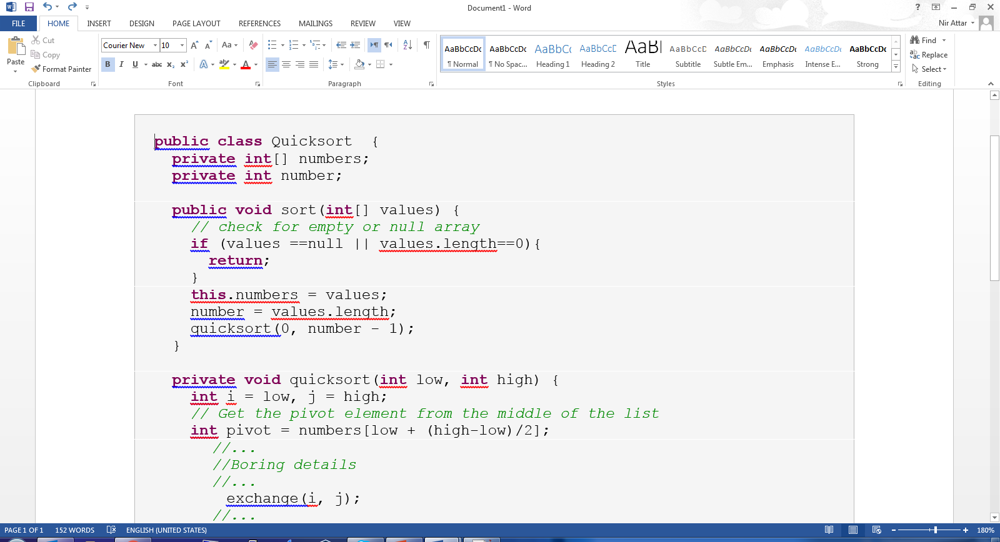 Document1 - Word
?
FILE HOME INSERT DESIGN PAGE LAYOUT REFERENCES MAILINGS REVIEW VIEW
Nir Attar
Paste
Cut
Copy
Format Painter
Clipboard
Courier New 10
B I U abc x₂ x²
Font
Paragraph
AaBbCcDc AaBbCcDc AaBbCc AaBbCcD AaBl AaBbCcD AaBbCcDc AaBbCcDc AaBbCcDc AaBbCcDc
¶ Normal ¶ No Spac... Heading 1 Heading 2 Title Subtitle Subtle Em... Emphasis Intense E... Strong
Styles
Find
Replace
Select
Editing
public class Quicksort {
private int[] numbers;
private int number;
public void sort(int[] values) {
// check for empty or null array
if (values ==null || values.length==0){
return;
}
this.numbers = values;
number = values.length;
quicksort(0, number - 1);
}
private void quicksort(int low, int high) {
int i = low, j = high;
// Get the pivot element from the middle of the list
int pivot = numbers[low + (high-low)/2];
//...
//Boring details
//...
exchange(i, j);
//...
PAGE 1 OF 1 152 WORDS ENGLISH (UNITED STATES) 180%